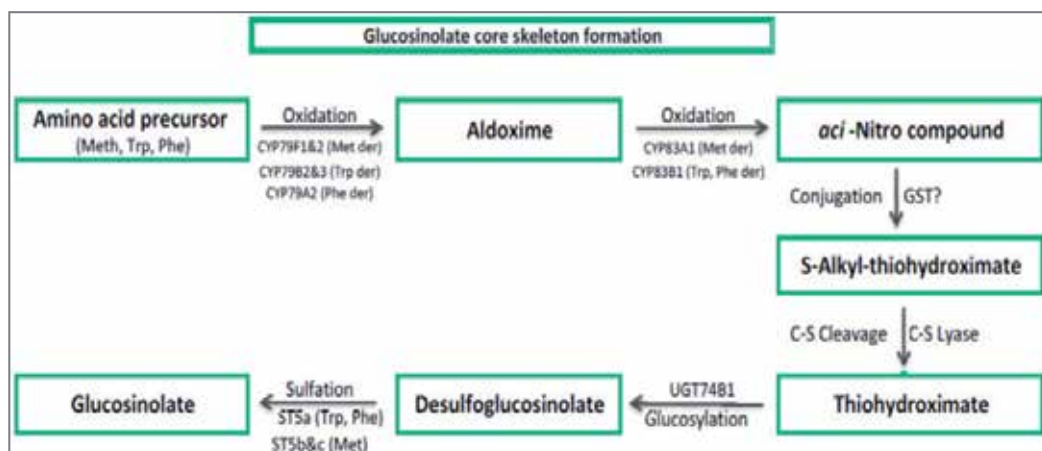 Glucosinolate core skeleton formation
Amino acid precursor
(Meth, Trp, Phe)
Oxidation
CYP79F1&2 (Met der)
CYP79B2&3 (Trp der)
CYP79A2 (Phe der)
Aldoxime
Oxidation
CYP83A1 (Met der)
CYP83B1 (Trp, Phe der)
aci -Nitro compound
Conjugation GST?
S-Alkyl-thiohydroximate
C-S Cleavage C-S Lyase
Thiohydroximate
UGT74B1
Glucosylation
Desulfoglucosinolate
Sulfation
ST5a (Trp, Phe)
ST5b&c (Met)
Glucosinolate